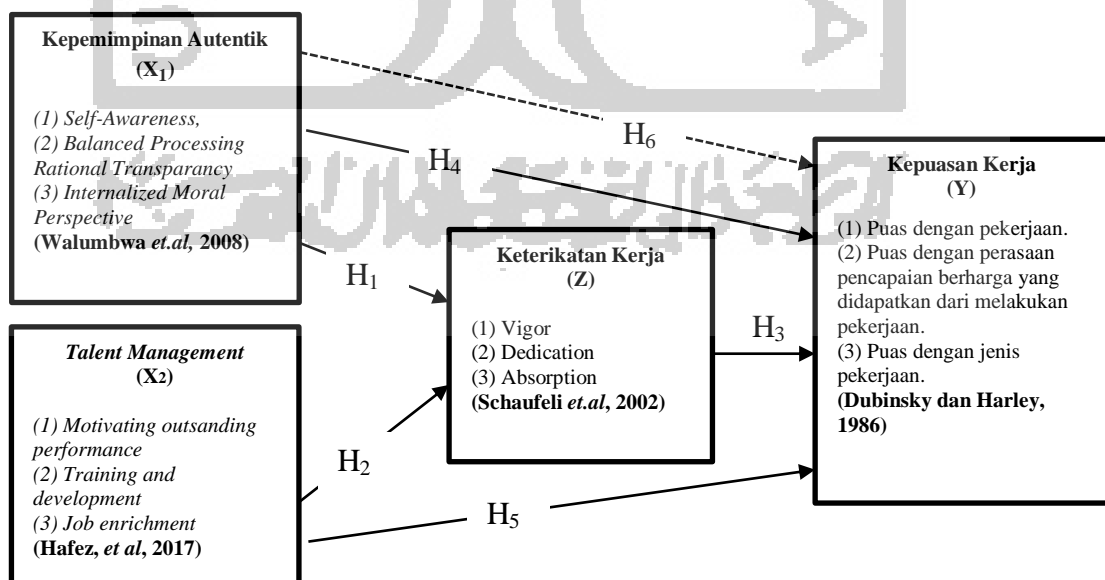 Kepemimpinan Autentik
(X1)
(1) Self-Awareness,
(2) Balanced Processing
Rational Transparancy
(3) Internalized Moral
Perspective
(Walumbwa et.al, 2008)
H6
H4
H1
Kepuasan Kerja
(Y)
(1) Puas dengan pekerjaan.
(2) Puas dengan perasaan
pencapaian berharga yang
didapatkan dari melakukan
pekerjaan.
(3) Puas dengan jenis
pekerjaan.
(Dubinsky dan Harley,
1986)
Keterikatan Kerja
(Z)
(1) Vigor
(2) Dedication
(3) Absorption
(Schaufeli et.al, 2002)
H3
Talent Management
(X2)
(1) Motivating outsanding
performance
(2) Training and
development
(3) Job enrichment
(Hafez, et al, 2017)
H2
H5